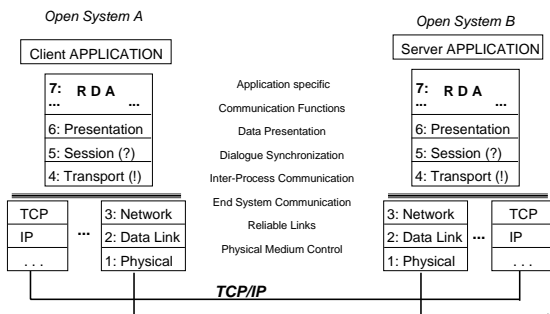 Open System A
Open System B
Client APPLICATION
Server APPLICATION
7: R D A
... ...
6: Presentation
5: Session (?)
4: Transport (!)
Application specific
Communication Functions
Data Presentation
Dialogue Synchronization
Inter-Process Communication
End System Communication
Reliable Links
Physical Medium Control
7: R D A
... ...
6: Presentation
5: Session (?)
4: Transport (!)
TCP
IP
. . .
...
3: Network
2: Data Link
1: Physical
3: Network
2: Data Link
1: Physical
...
TCP
IP
. . .
TCP/IP